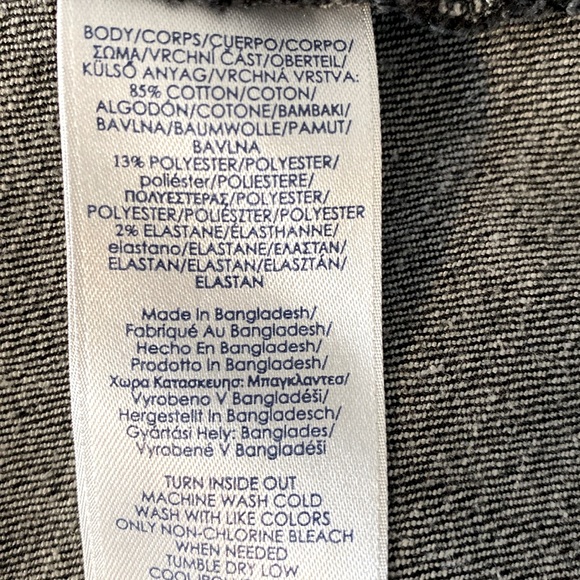 BODY/CORPS/CUERPO/CORPO/
ΣΩΜΑ/VRCHNÍ ČÁST/OBERTEIL/
KÜLSŐ ANYAG/VRCHNÁ VRSTVA:
85% COTTON/COTON/
ALGODÓN/COTONE/ΒΑΜΒΑΚΙ/
BAVLNA/BAUMWOLLE/PAMUT/
BAVLNA
13% POLYESTER/POLYESTER/
poliéster/POLIESTERE/
ΠΟΛΥΕΣΤΕΡΑΣ/POLYESTER/
POLYESTER/POLIÉSZTER/POLYESTER
2% ELASTANE/ÉLASTHANNE/
elastano/ELASTANE/ΕΛΑΣΤΑΝ/
ELASTAN/ELASTAN/ELASZTÁN/
ELASTAN
Made In Bangladesh/
Fabriqué Au Bangladesh/
Hecho En Bangladesh/
Prodotto In Bangladesh/
Χωρα Κατασκευης: Μπαγκλαντες/
Vyrobeno V Bangladéši/
Hergestellt In Bangladesch/
Gyártási Hely: Banglades/
Vyrobené V Bangladéši
TURN INSIDE OUT
MACHINE WASH COLD
WASH WITH LIKE COLORS
ONLY NON-CHLORINE BLEACH
WHEN NEEDED
TUMBLE DRY LOW
COOL IRON